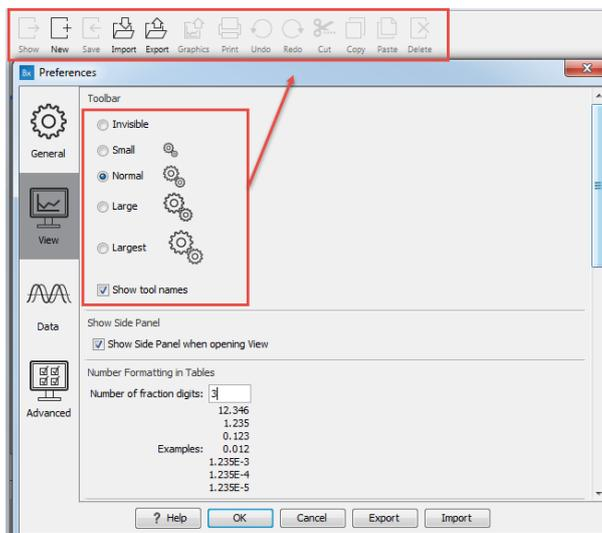 Show New Save Import Export Graphics Print Undo Redo Cut Copy Paste Delete
Bx Preferences
General
View
Data
Advanced
Toolbar
Invisible
Small
Normal
Large
Largest
Show tool names
Show Side Panel
Show Side Panel when opening View
Number Formatting in Tables
Number of fraction digits: 3
12.346
1.235
0.123
Examples: 0.012
1.235E-3
1.235E-4
1.235E-5
? Help OK Cancel Export Import